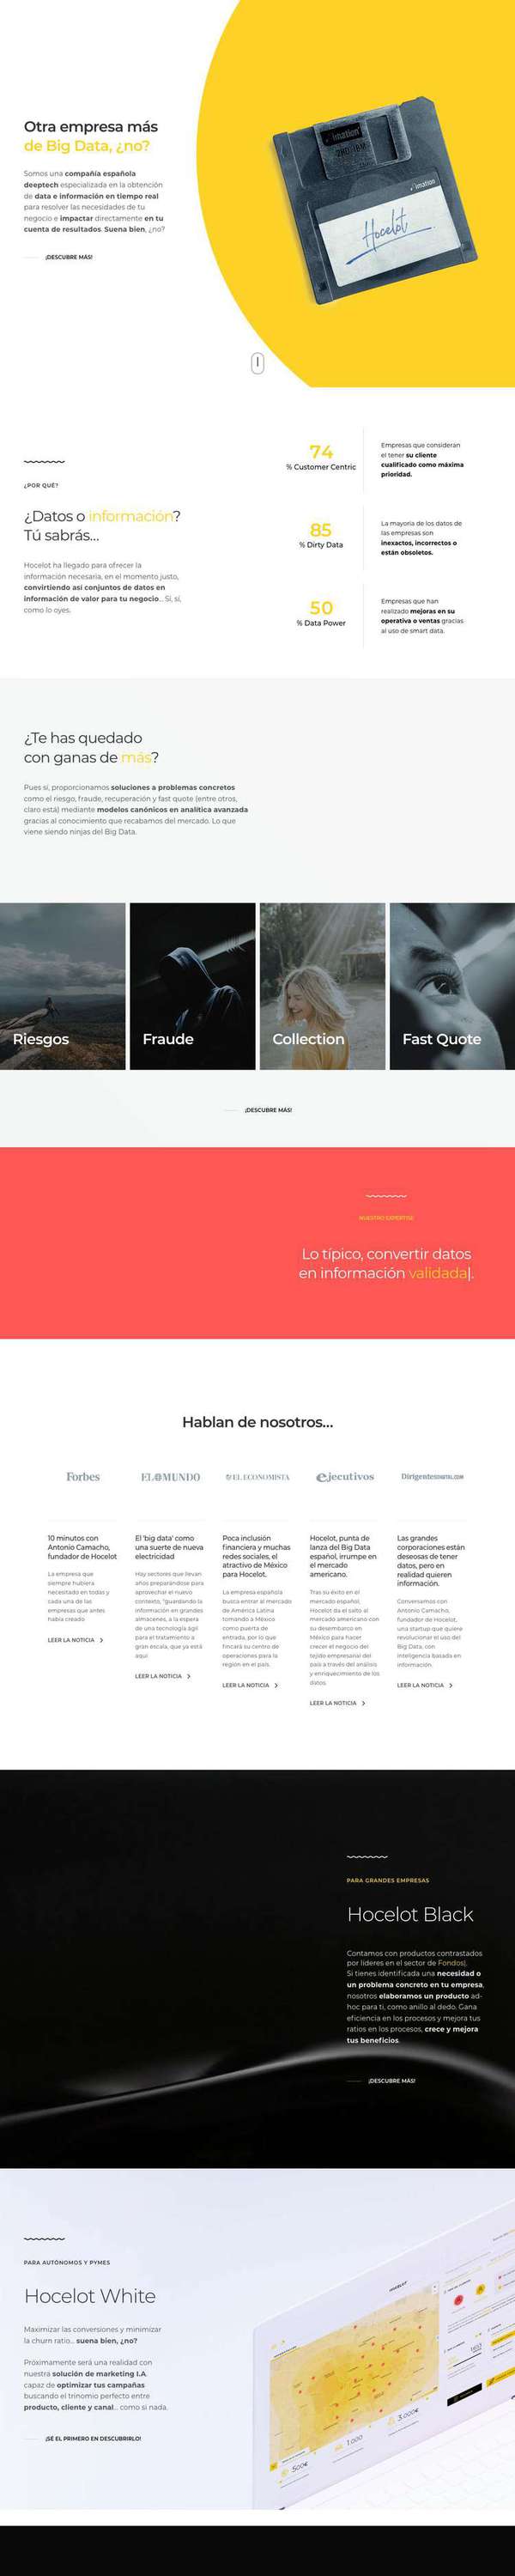 Otra empresa más
de Big Data, ¿no?
Somos una compañía española
deeptech especializada en la obtención
de data e información en tiempo real
para resolver las necesidades de tu
negocio e impactar directamente en tu
cuenta de resultados. Suena bien, ¿no?
¡DESCUBRE MÁS!
imation
2HD IBM
imation
Hocelot
¿POR QUÉ?
¿Datos o información?
Tú sabrás...
Hocelot ha llegado para ofrecer la
información necesaria, en el momento justo,
convirtiendo así conjuntos de datos en
información de valor para tu negocio... Sí, sí,
como lo oyes.
74
% Customer Centric
Empresas que consideran
el tener su cliente
cualificado como máxima
prioridad.
85
% Dirty Data
La mayoría de los datos de
las empresas son
inexactos, incorrectos o
están obsoletos.
50
% Data Power
Empresas que han
realizado mejoras en su
operativa o ventas gracias
al uso de smart data.
¿Te has quedado
con ganas de más?
Pues sí, proporcionamos soluciones a problemas concretos
como el riesgo, fraude, recuperación y fast quote (entre otros,
claro está) mediante modelos canónicos en analítica avanzada
gracias al conocimiento que recabamos del mercado. Lo que
viene siendo ninjas del Big Data.
Riesgos
Fraude
Collection
Fast Quote
¡DESCUBRE MÁS!
NUESTRO EXPERTISE
Lo típico, convertir datos
en información validada|.
Hablan de nosotros...
Forbes
EL MUNDO
EL ECONOMISTA
ejecutivos
DirigentesDIGITAL.COM
10 minutos con
Antonio Camacho,
fundador de Hocelot
La empresa que
siempre hubiera
necesitado en todas y
cada una de las
empresas que antes
había creado
LEER LA NOTICIA >
El 'big data' como
una suerte de nueva
electricidad
Hay sectores que llevan
años preparándose para
aprovechar el nuevo
contexto, "guardando la
información en grandes
almacenes, a la espera
de una tecnología ágil
para el tratamiento a
gran escala, que ya está
aquí
LEER LA NOTICIA >
Poca inclusión
financiera y muchas
redes sociales, el
atractivo de México
para Hocelot.
La empresa española
busca entrar al mercado
de América Latina
tomando a México
como puerta de
entrada, por lo que
fincará su centro de
operaciones para la
región en el país.
LEER LA NOTICIA >
Hocelot, punta de
lanza del Big Data
español, irrumpe en
el mercado
americano.
Tras su éxito en el
mercado español,
Hocelot da el salto al
mercado americano con
su desembarco en
México para hacer
crecer el negocio del
tejido empresarial del
país a través del análisis
y enriquecimiento de los
datos.
LEER LA NOTICIA >
Las grandes
corporaciones están
deseosas de tener
datos, pero en
realidad quieren
información.
Conversamos con
Antonio Camacho,
fundador de Hocelot,
una startup que quiere
revolucionar el uso del
Big Data, con
inteligencia basada en
información.
LEER LA NOTICIA >
PARA GRANDES EMPRESAS
Hocelot Black
Contamos con productos contrastados
por líderes en el sector de Fondos|.
Si tienes identificada una necesidad o
un problema concreto en tu empresa,
nosotros elaboramos un producto ad-
hoc para ti, como anillo al dedo. Gana
eficiencia en los procesos y mejora tus
ratios en los procesos, crece y mejora
tus beneficios.
¡DESCUBRE MÁS!
PARA AUTÓNOMOS Y PYMES
Hocelot White
Maximizar las conversiones y minimizar
la churn ratio... suena bien, ¿no?
Próximamente será una realidad con
nuestra solución de marketing I.A.
capaz de optimizar tus campañas
buscando el trinomio perfecto entre
producto, cliente y canal... como si nada.
¡SÉ EL PRIMERO EN DESCUBRIRLO!
HOCELOT
500€
1.000
3.000€